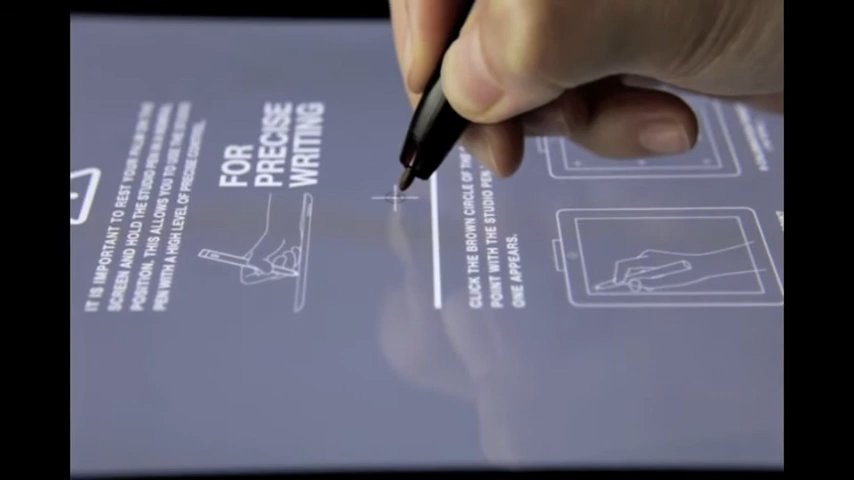 FOR
PRECISE
WRITING
IT IS IMPORTANT TO REST YOUR PALM ON THE
SCREEN AND HOLD THE STUDIO PEN IN A NORMAL
POSITION. THIS ALLOWS YOU TO USE THE STUDIO
PEN WITH A HIGH LEVEL OF PRECISE CONTROL.
CLICK THE BROWN CIRCLE OF THE
POINT WITH THE STUDIO PEN
ONE APPEARS.